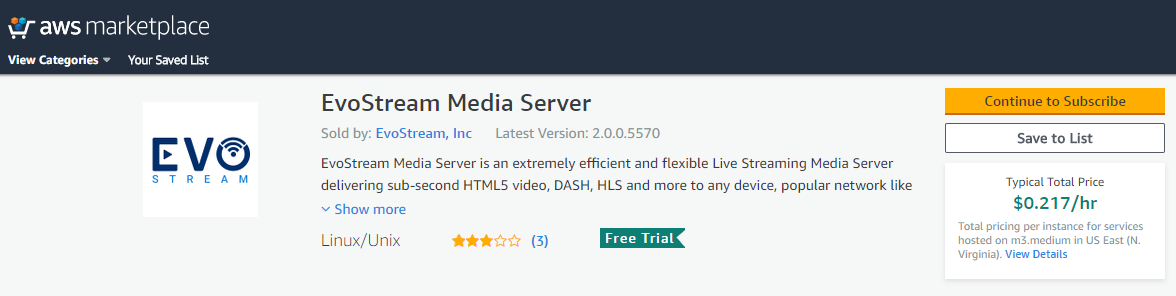 aws marketplace
View Categories Your Saved List
EVO
STREAM
EvoStream Media Server
Sold by: EvoStream, Inc Latest Version: 2.0.0.5570
EvoStream Media Server is an extremely efficient and flexible Live Streaming Media Server
delivering sub-second HTML5 video, DASH, HLS and more to any device, popular network like
Show more
Linux/Unix (3) Free Trial
Continue to Subscribe
Save to List
Typical Total Price
$0.217/hr
Total pricing per instance for services
hosted on m3.medium in US East (N.
Virginia). View Details